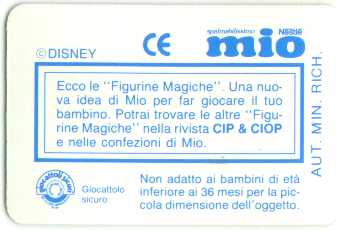 ©DISNEY
CE
spalmabilissimo Nestlé
mio
Ecco le "Figurine Magiche". Una nuo-
va idea di Mio per far giocare il tuo
bambino. Potrai trovare le altre "Figu-
rine Magiche" nella rivista CIP & CIOP
e nelle confezioni di Mio.
AUT. MIN. RICH.
giocattoli sicuri
Giocattolo
sicuro
Non adatto ai bambini di età
inferiore ai 36 mesi per la pic-
cola dimensione dell'oggetto.